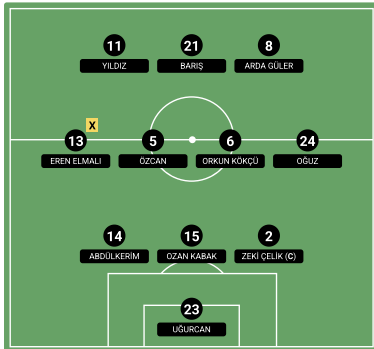 11 21 8
YILDIZ BARIŞ ARDA GÜLER
X
13 5 6 24
EREN ELMALI ÖZCAN ORKUN KÖKÇÜ OĞUZ
14 15 2
ABDÜLKERİM OZAN KABAK ZEKİ ÇELİK (C)
23
UĞURCAN